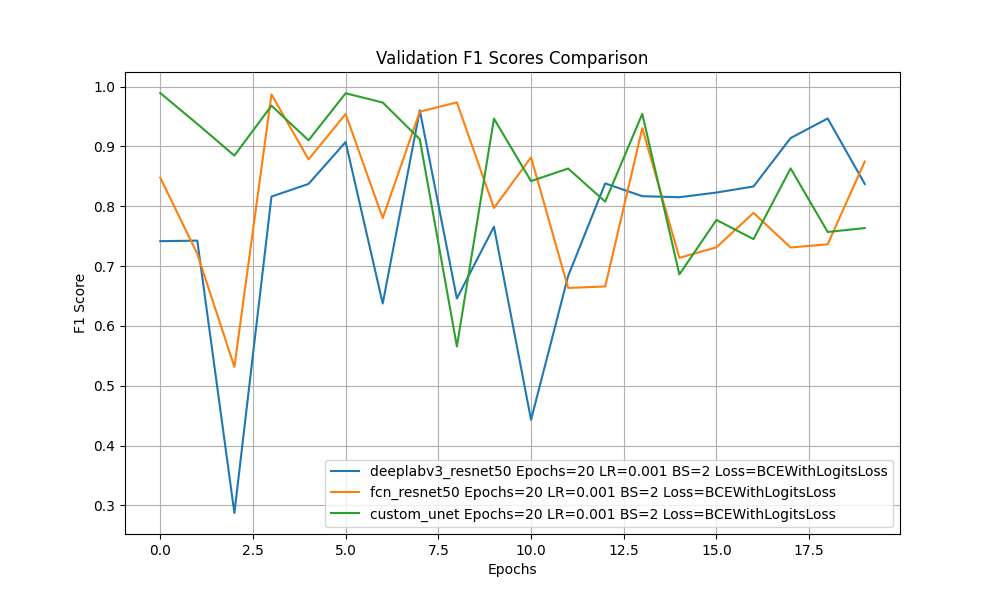 Validation F1 Scores Comparison
1.0
0.9
0.8
0.7
0.6
0.5
0.4
0.3
F1 Score
deeplabv3_resnet50 Epochs=20 LR=0.001 BS=2 Loss=BCEWithLogitsLoss
fcn_resnet50 Epochs=20 LR=0.001 BS=2 Loss=BCEWithLogitsLoss
custom_unet Epochs=20 LR=0.001 BS=2 Loss=BCEWithLogitsLoss
0.0 2.5 5.0 7.5 10.0 12.5 15.0 17.5
Epochs